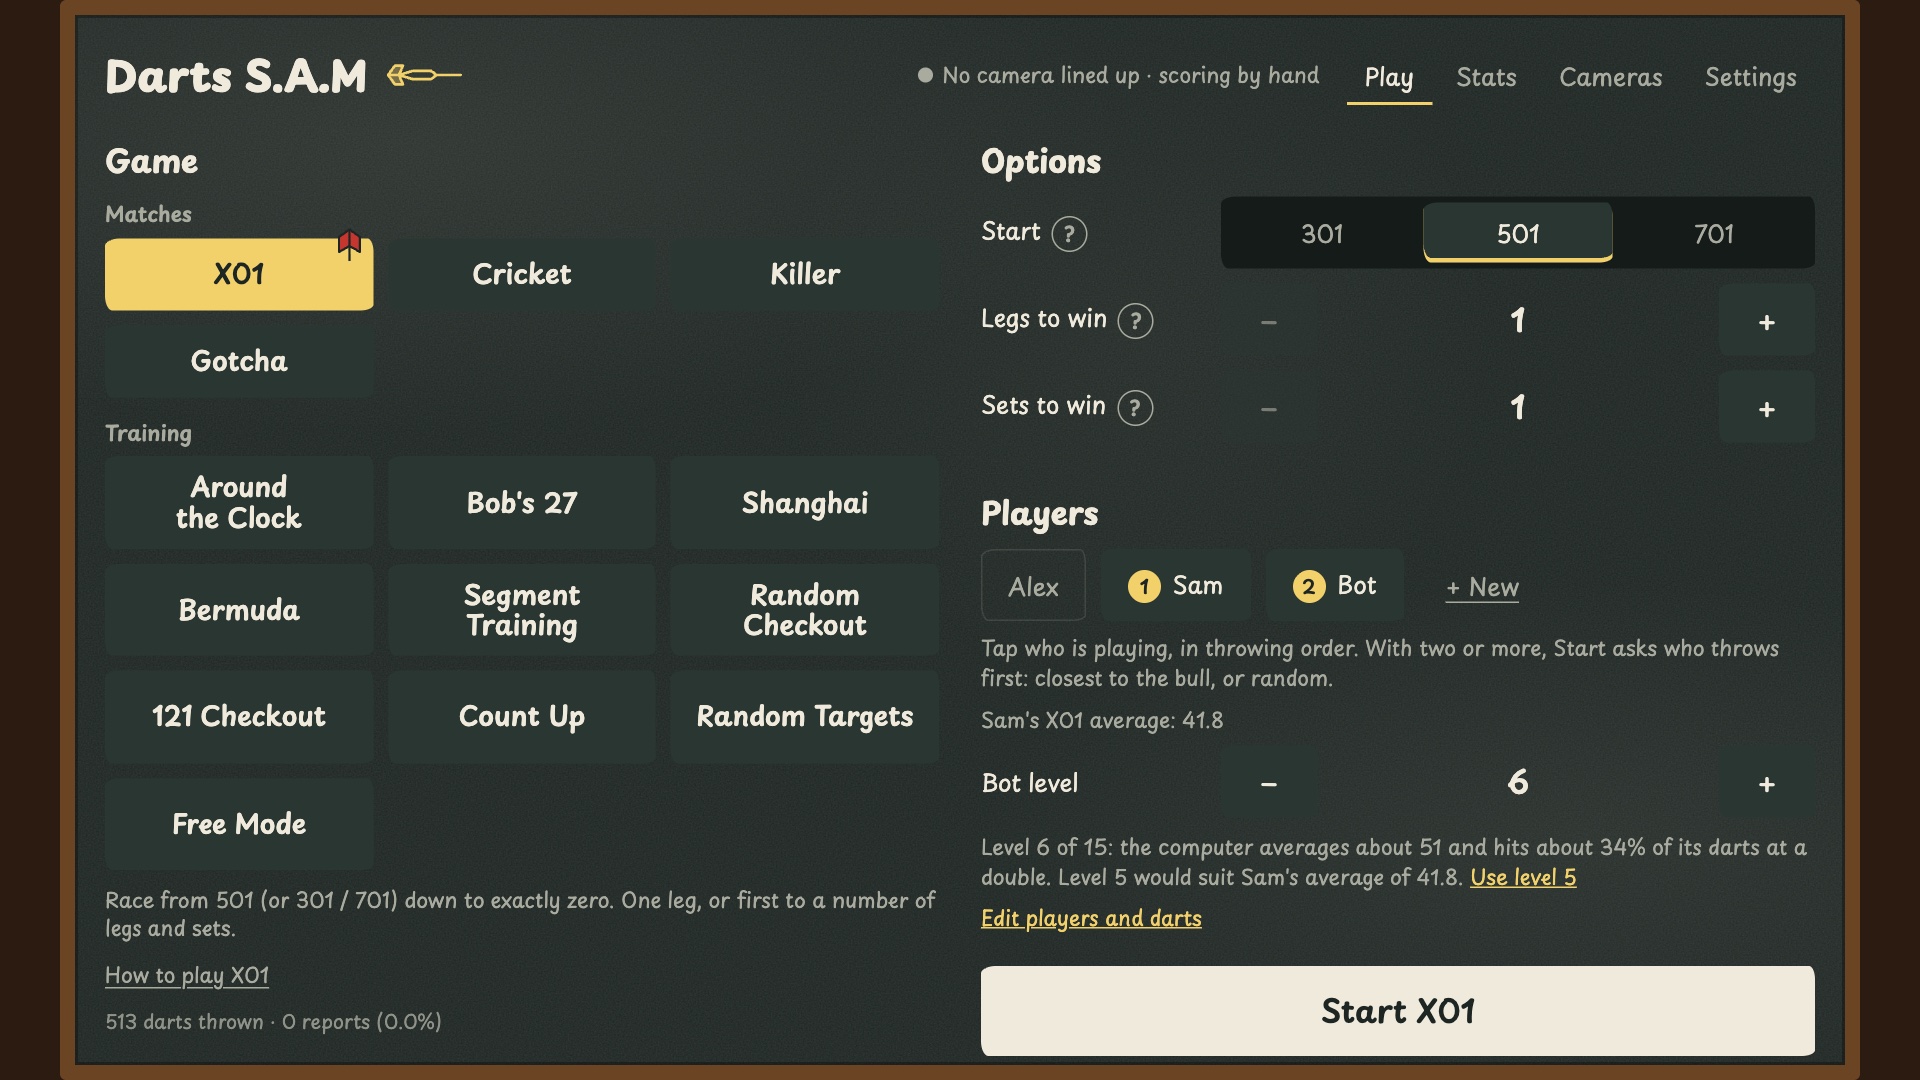 Darts S.A.M
No camera lined up · scoring by hand
Play
Stats
Cameras
Settings
Game
Matches
X01
Cricket
Killer
Gotcha
Training
Around
the Clock
Bob's 27
Shanghai
Bermuda
Segment
Training
Random
Checkout
121 Checkout
Count Up
Random Targets
Free Mode
Race from 501 (or 301 / 701) down to exactly zero. One leg, or first to a number of
legs and sets.
How to play X01
513 darts thrown · 0 reports (0.0%)
Options
Start ?
301
501
701
Legs to win ?
−
1
+
Sets to win ?
−
1
+
Players
Alex
1 Sam
2 Bot
+ New
Tap who is playing, in throwing order. With two or more, Start asks who throws
first: closest to the bull, or random.
Sam's X01 average: 41.8
Bot level
−
6
+
Level 6 of 15: the computer averages about 51 and hits about 34% of its darts at a
double. Level 5 would suit Sam's average of 41.8. Use level 5
Edit players and darts
Start X01